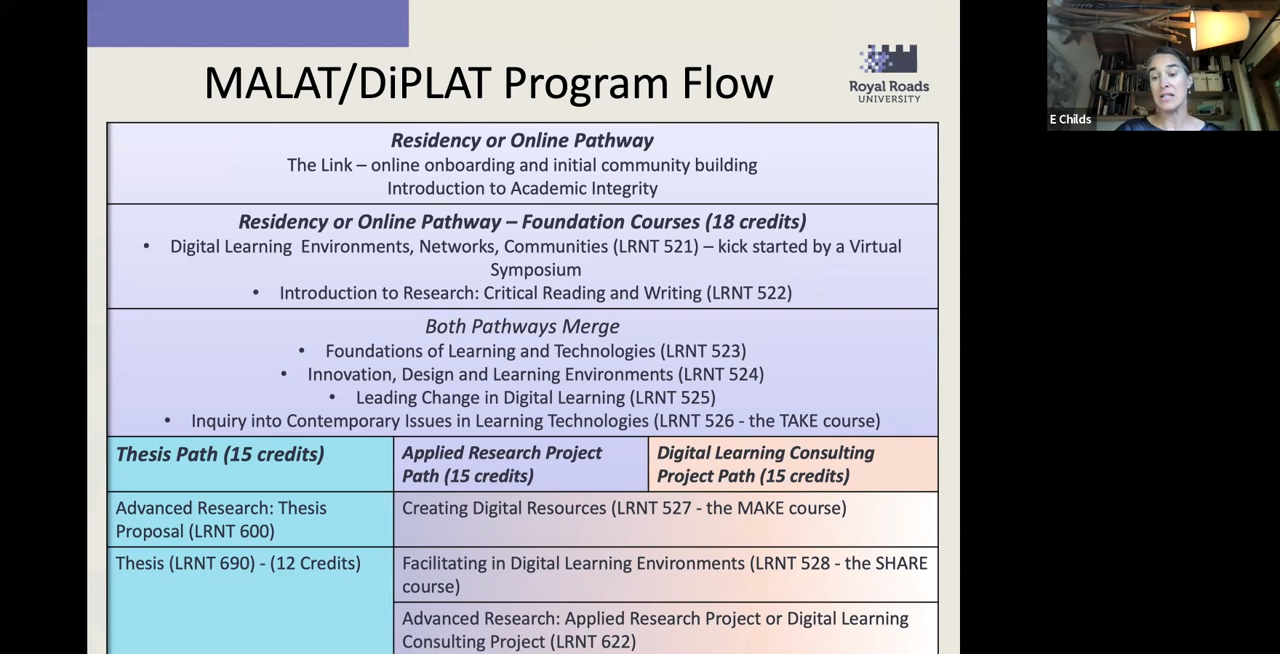 MALAT/DiPLAT Program Flow
Royal Roads
UNIVERSITY
E Childs
Residency or Online Pathway
The Link – online onboarding and initial community building
Introduction to Academic Integrity
Residency or Online Pathway – Foundation Courses (18 credits)
• Digital Learning  Environments, Networks, Communities (LRNT 521) – kick started by a Virtual
Symposium
• Introduction to Research: Critical Reading and Writing (LRNT 522)
Both Pathways Merge
• Foundations of Learning and Technologies (LRNT 523)
• Innovation, Design and Learning Environments (LRNT 524)
• Leading Change in Digital Learning (LRNT 525)
• Inquiry into Contemporary Issues in Learning Technologies (LRNT 526 - the TAKE course)
Thesis Path (15 credits)
Applied Research Project
Path (15 credits)
Digital Learning Consulting
Project Path (15 credits)
Advanced Research: Thesis
Proposal (LRNT 600)
Creating Digital Resources (LRNT 527 - the MAKE course)
Thesis (LRNT 690) - (12 Credits)
Facilitating in Digital Learning Environments (LRNT 528 - the SHARE
course)
Advanced Research: Applied Research Project or Digital Learning
Consulting Project (LRNT 622)